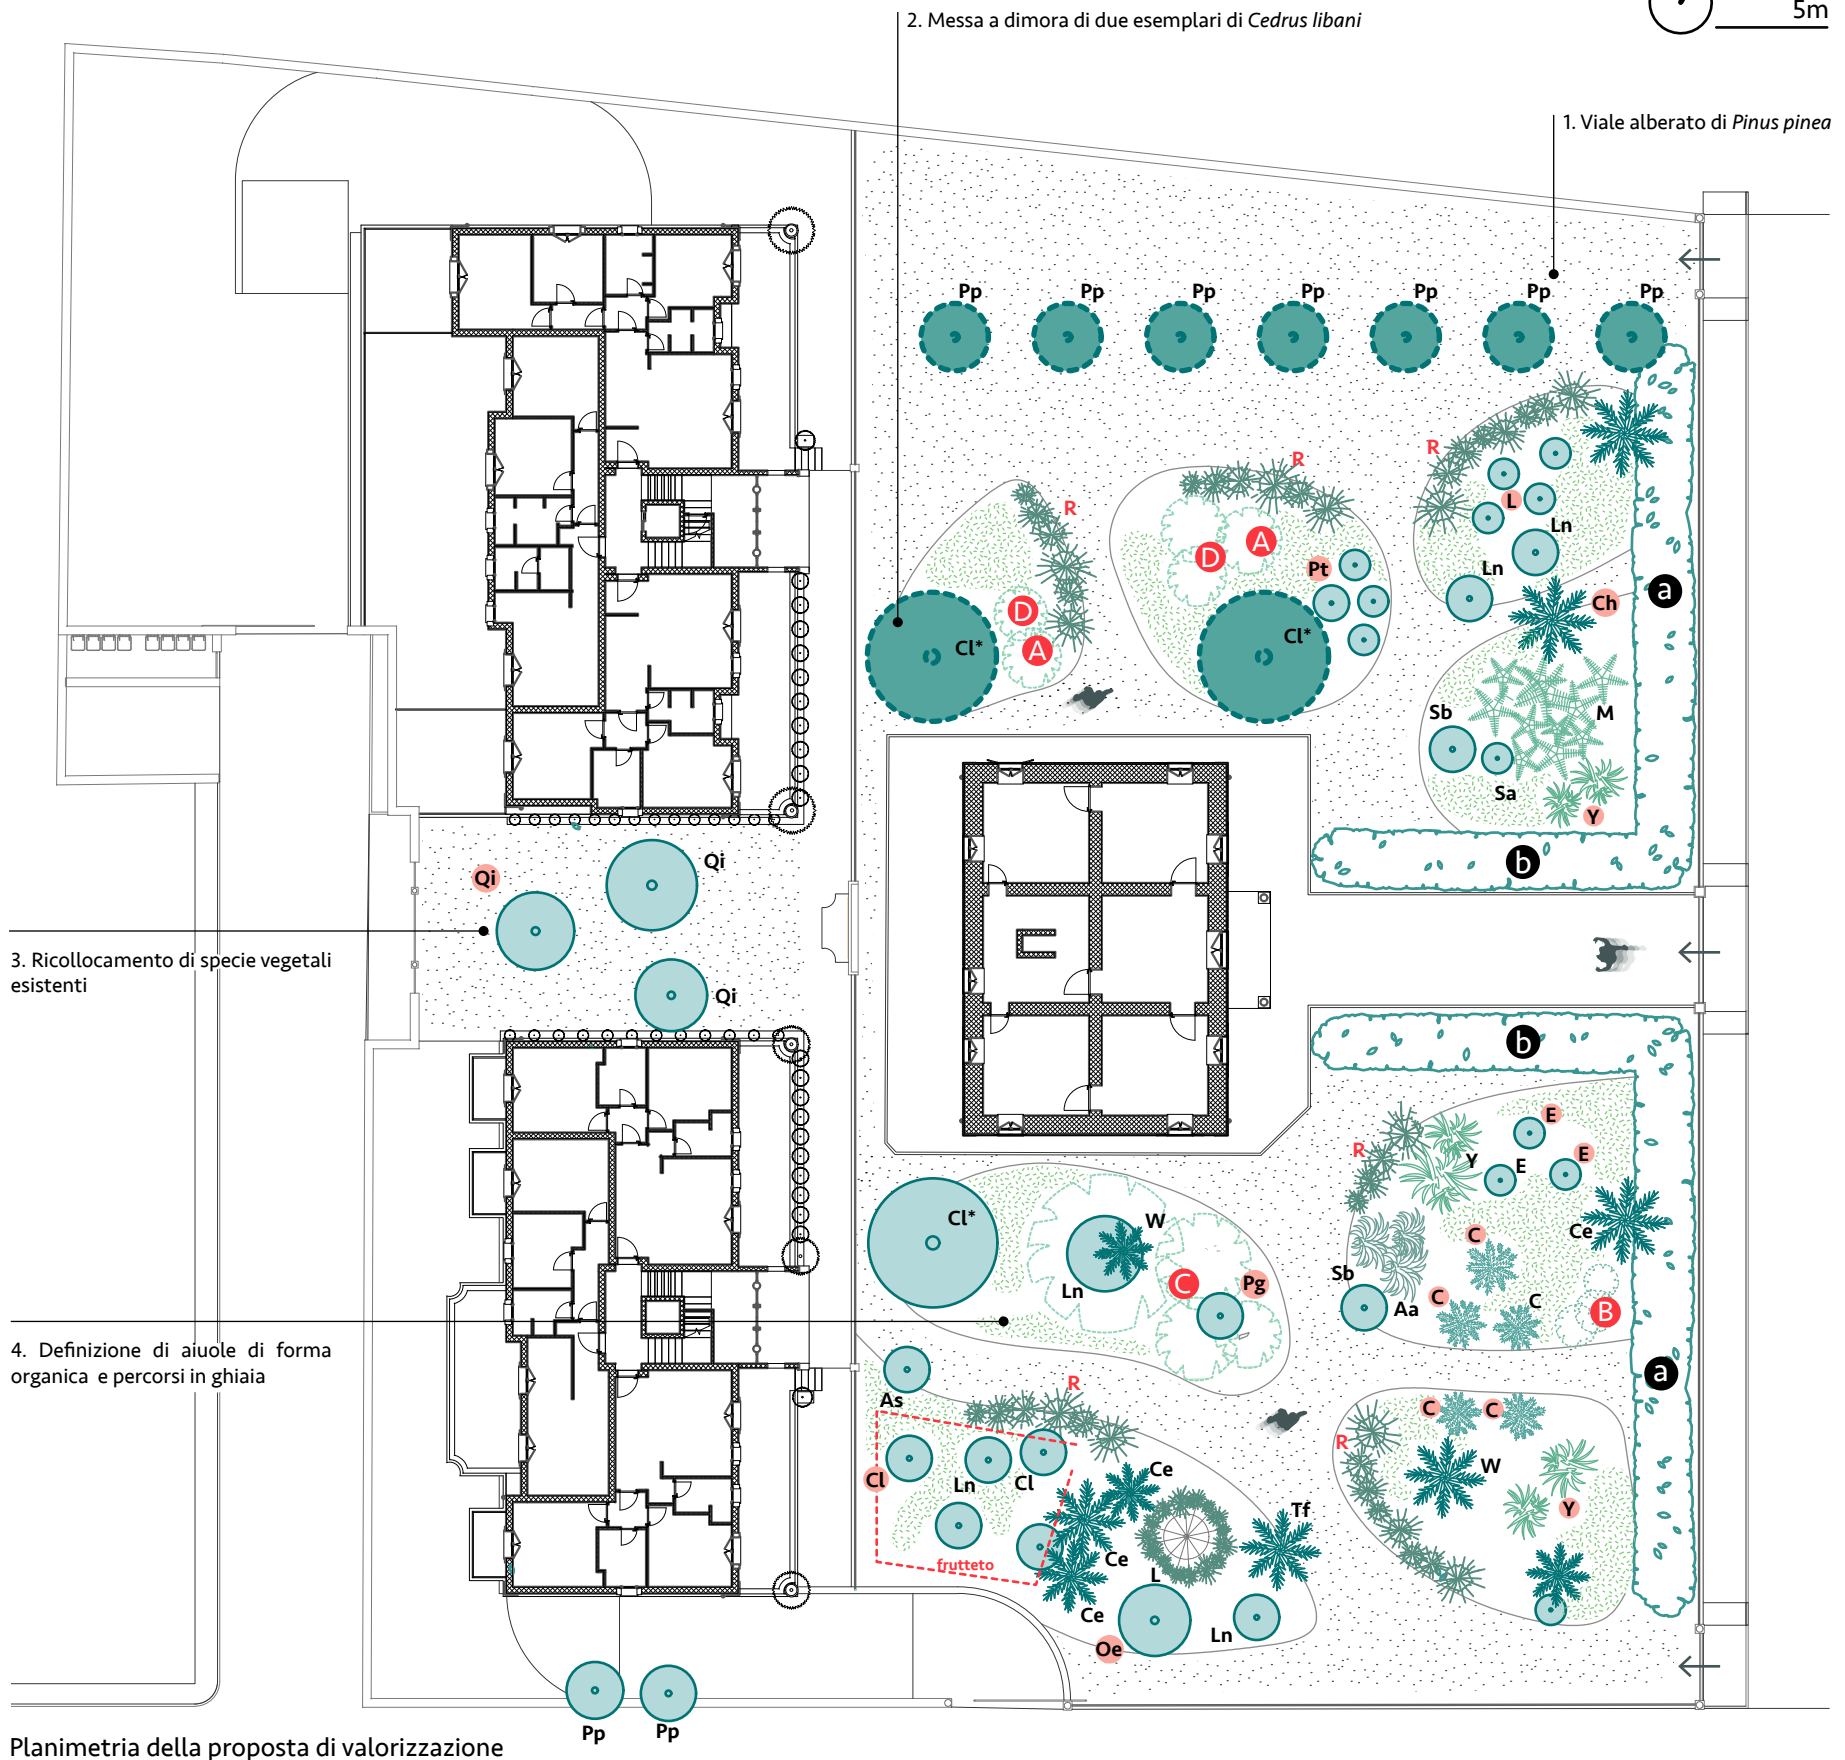 2. Messa a dimora di due esemplari di Cedrus libani
5m
1. Viale alberato di Pinus pinea
Pp Pp Pp Pp Pp Pp Pp
R
R
R
L
Ln
D A
Pt
Ln
a
Ch
D
Cl*
A
Cl*
Sb
M
Sa
Y
b
Qi
Qi
3. Ricollocamento di specie vegetali
esistenti
Qi
b
E
R
Y
E
E
Cl*
W
C
Ce
Ln
C
Pg
Sb
Aa
C
C
B
4. Definizione di aiuole di forma
organica e percorsi in ghiaia
a
As
R
C
C
R
Cl
Ln
Cl
Ce
W
Tf
Y
frutteto
Ce
L
Ce
Oe
Ln
Pp
Pp
Planimetria della proposta di valorizzazione